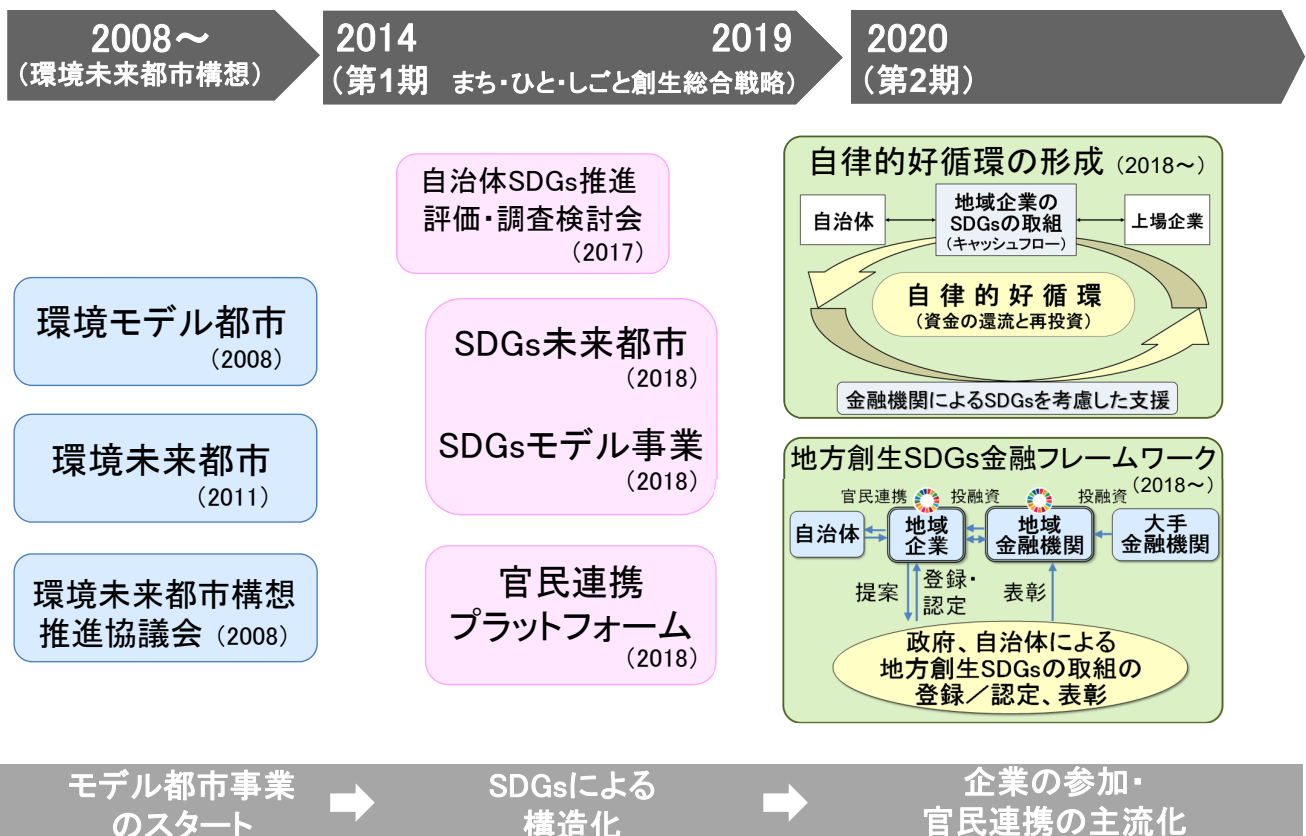 2008～
（環境未来都市構想）
2014
2019
（第1期　まち・ひと・しごと創生総合戦略）
2020
（第2期）
環境モデル都市
（2008）
環境未来都市
（2011）
環境未来都市構想
推進協議会（2008）
自治体SDGs推進
評価・調査検討会
（2017）
SDGs未来都市
（2018）
SDGsモデル事業
（2018）
官民連携
プラットフォーム
（2018）
自律的好循環の形成（2018～）
自治体
地域企業の
SDGsの取組
（キャッシュフロー）
上場企業
自律的好循環
（資金の還流と再投資）
金融機関によるSDGsを考慮した支援
地方創生SDGs金融フレームワーク
（2018～）
官民連携
投融資
投融資
自治体
地域
企業
地域
金融機関
大手
金融機関
提案
登録・
認定
表彰
政府、自治体による
地方創生SDGsの取組の
登録／認定、表彰
モデル都市事業
のスタート
SDGsによる
構造化
企業の参加・
官民連携の主流化